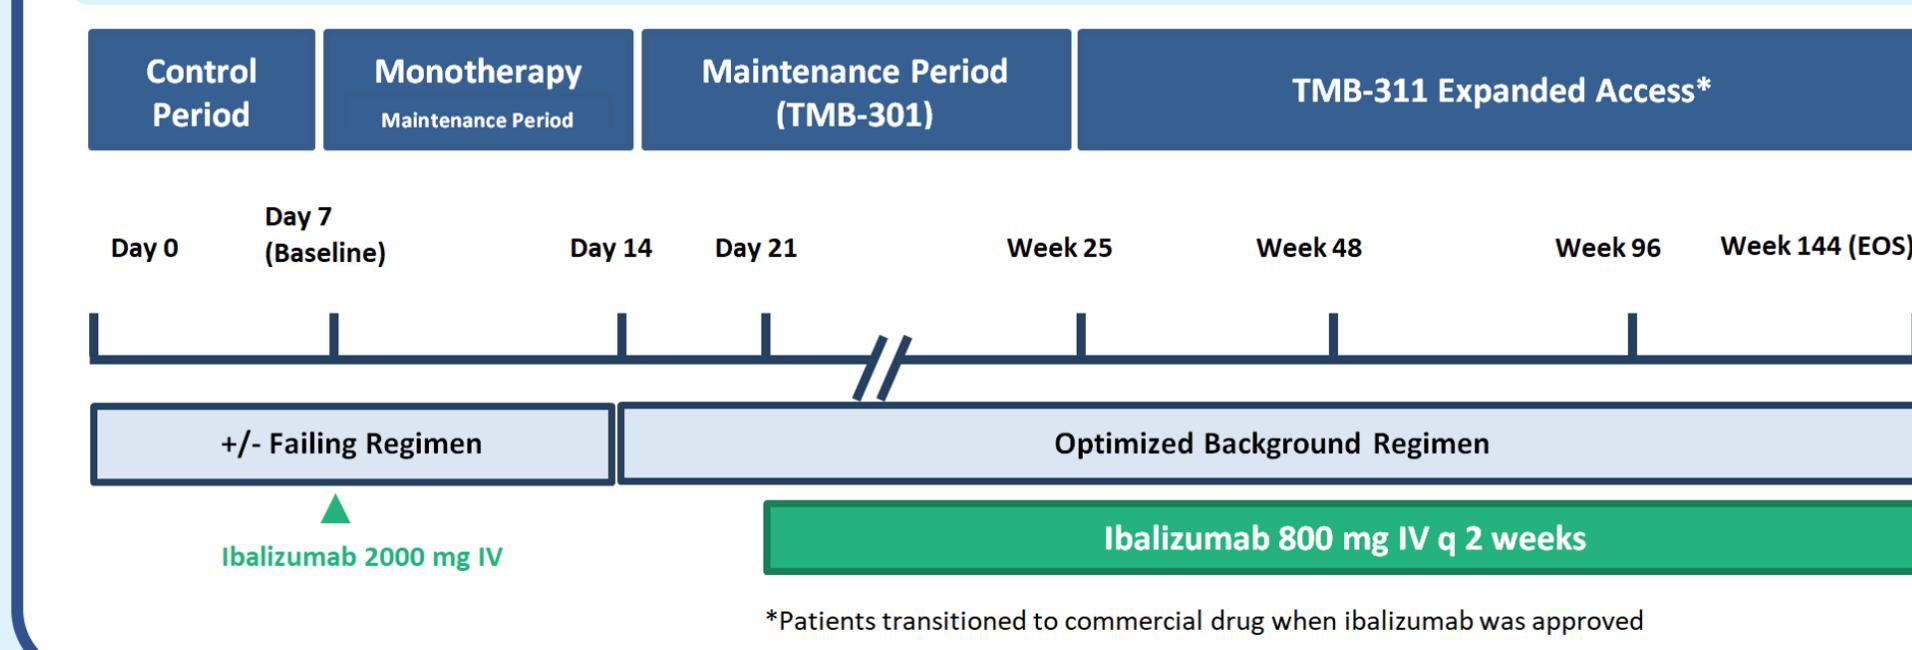 Control
Period
Monotherapy
Maintenance Period
Maintenance Period
(TMB-301)
TMB-311 Expanded Access*
Day 0
Day 7
(Baseline)
Day 14
Day 21
Week 25
Week 48
Week 96
Week 144 (EOS)
+/- Failing Regimen
Optimized Background Regimen
Ibalizumab 2000 mg IV
Ibalizumab 800 mg IV q 2 weeks
*Patients transitioned to commercial drug when ibalizumab was approved